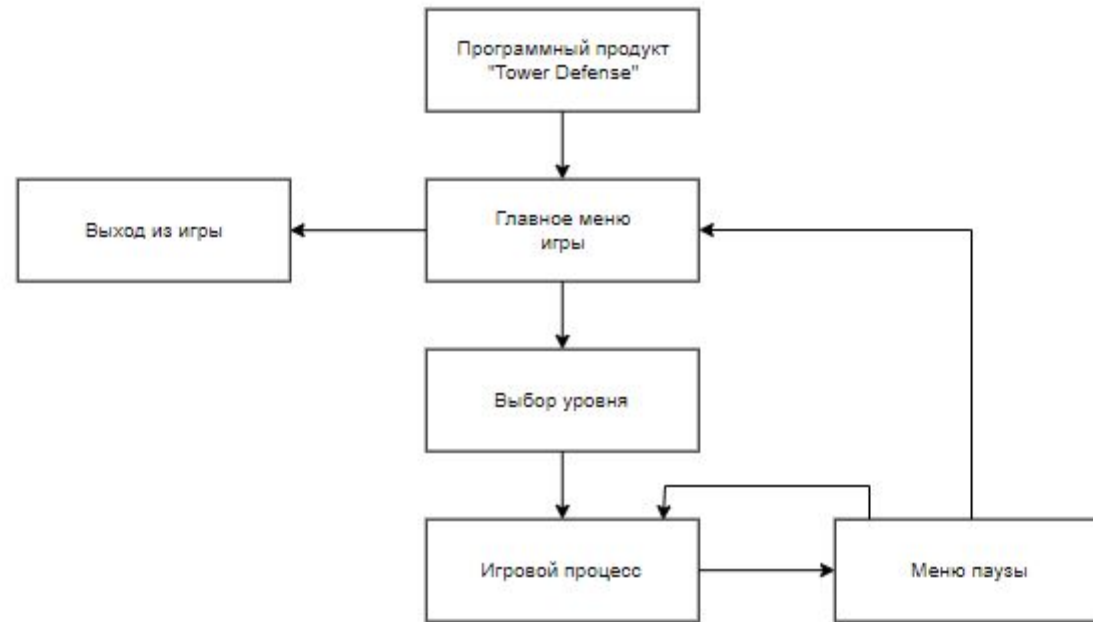 Программный продукт
"Tower Defense"
Выход из игры
Главное меню
игры
Выбор уровня
Игровой процесс
Меню паузы